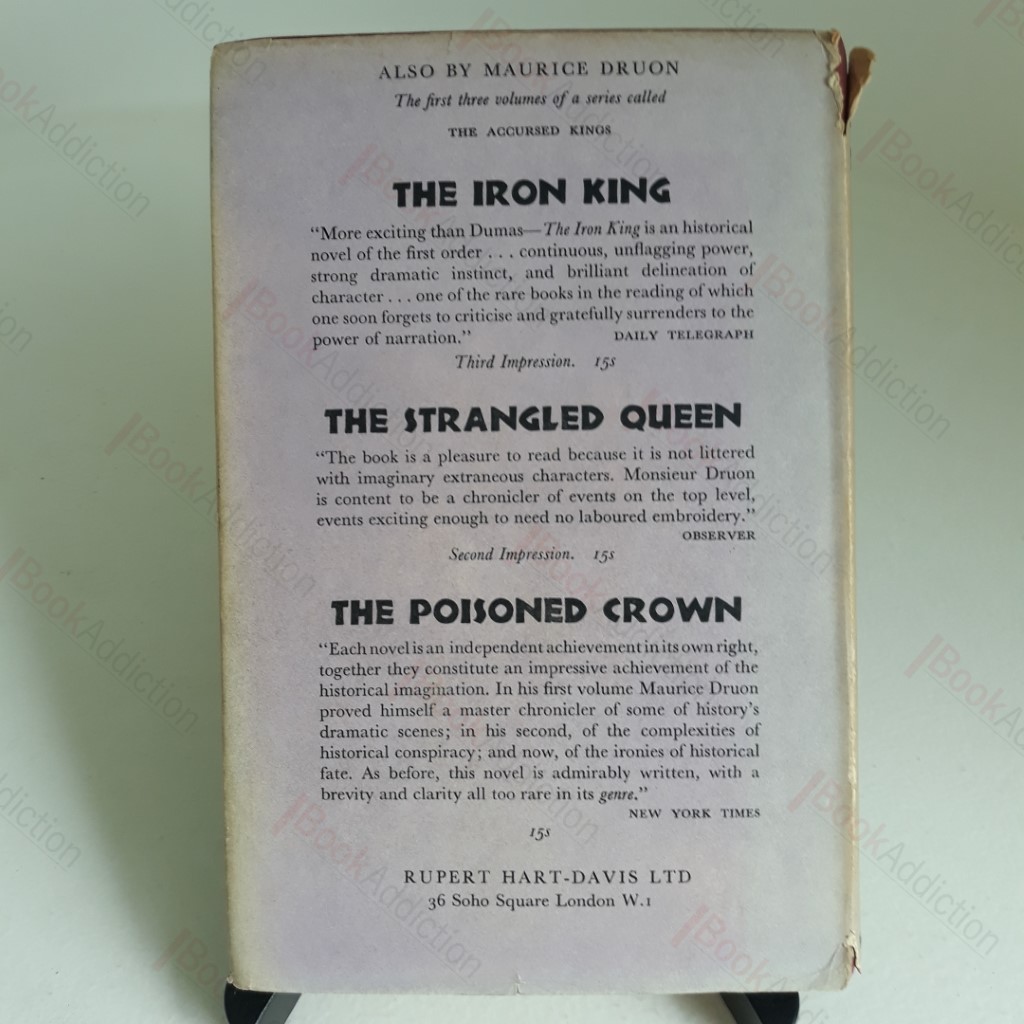 ALSO BY MAURICE DRUON
The first three volumes of a series called
THE ACCURSED KINGS
THE IRON KING
“More exciting than Dumas—The Iron King is an historical
novel of the first order . . . continuous, unflagging power,
strong dramatic instinct, and brilliant delineation of
character . . . one of the rare books in the reading of which
one soon forgets to criticise and gratefully surrenders to the
power of narration.” DAILY TELEGRAPH
Third Impression. 15s
THE STRANGLED QUEEN
“The book is a pleasure to read because it is not littered
with imaginary extraneous characters. Monsieur Druon
is content to be a chronicler of events on the top level,
events exciting enough to need no laboured embroidery.”
OBSERVER
Second Impression. 15s
THE POISONED CROWN
“Each novel is an independent achievement in its own right,
together they constitute an impressive achievement of the
historical imagination. In his first volume Maurice Druon
proved himself a master chronicler of some of history’s
dramatic scenes; in his second, of the complexities of
historical conspiracy; and now, of the ironies of historical
fate. As before, this novel is admirably written, with a
brevity and clarity all too rare in its genre.”
NEW YORK TIMES
15s
RUPERT HART-DAVIS LTD
36 Soho Square London W.1
BookAddiction